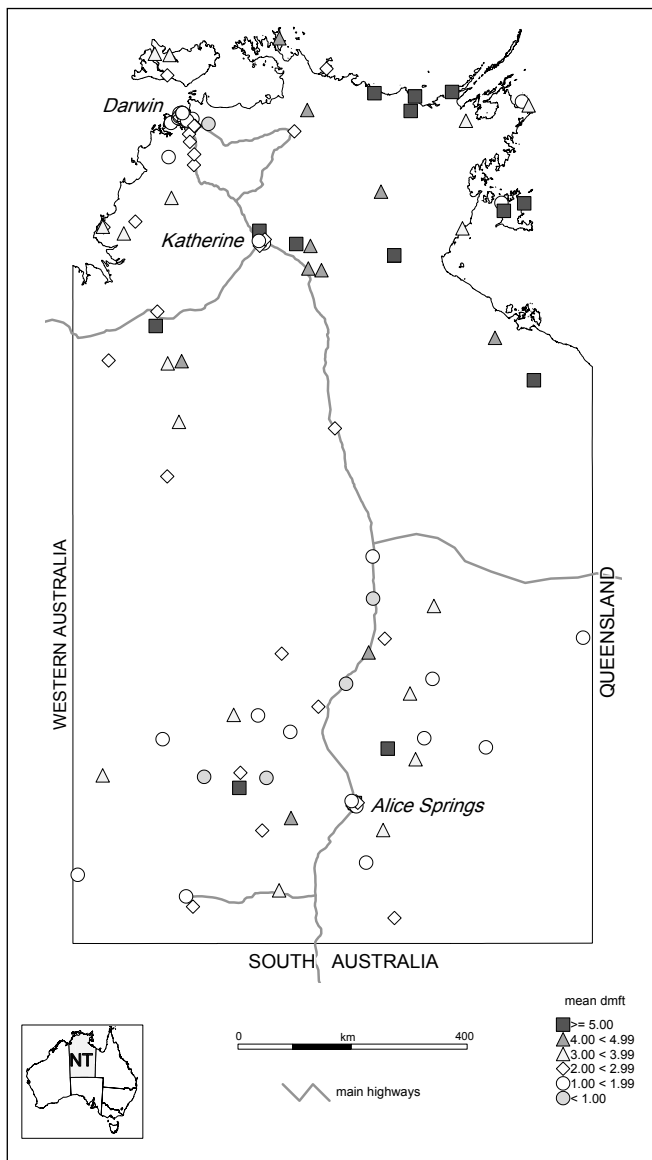 Darwin
Katherine
WESTERN AUSTRALIA
QUEENSLAND
Alice Springs
SOUTH AUSTRALIA
NT
0 km 400
main highways
mean dmft
>= 5.00
4.00 < 4.99
3.00 < 3.99
2.00 < 2.99
1.00 < 1.99
< 1.00